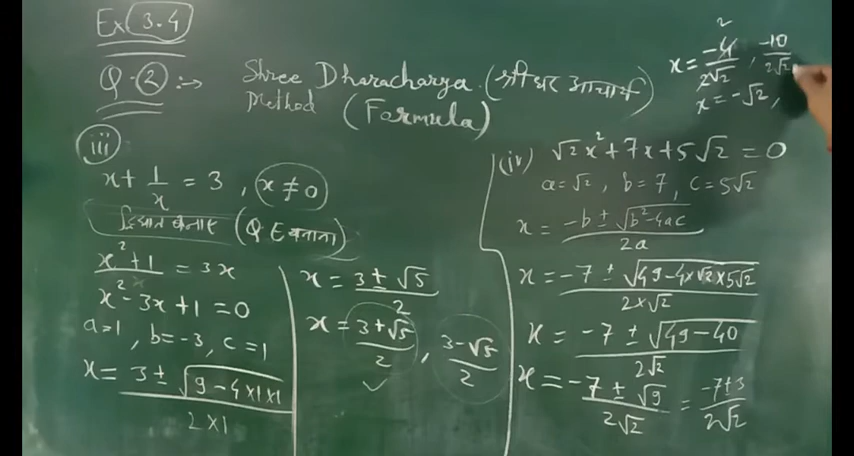 Ex 3.4
Q.2 :→ Shree Dharacharya (श्री धर आचार्य)
Method (Formula)
iii
x + 1/x = 3, x ≠ 0
(Q E बनाना)
x² + 1 = 3x
x² - 3x + 1 = 0
a = 1, b = -3, c = 1
x = (3 ± √(9 - 4×1×1))/(2×1)
x = (3 ± √5)/2
x = (3 + √5)/2, (3 - √5)/2
✓
(iv) √2x² + 7x + 5√2 = 0
a = √2, b = 7, c = 5√2
x = (-b ± √(b² - 4ac))/2a
x = (-7 ± √(49 - 4×√2×5√2))/(2×√2)
x = (-7 ± √(49 - 40))/2√2
x = (-7 ± √9)/2√2 = (-7 ± 3)/2√2
2
x = -4/2√2, -10/2√2
x = -√2,